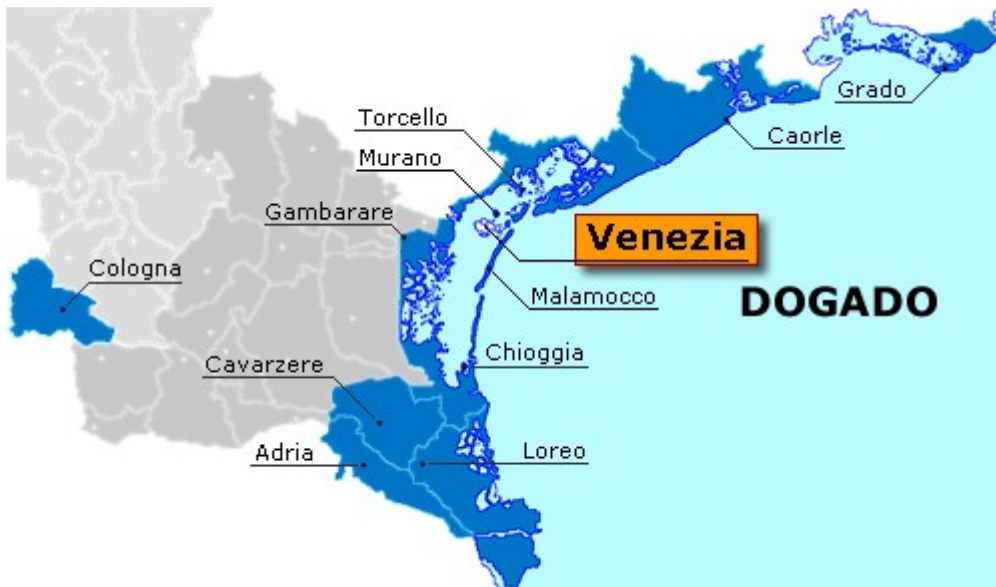 Grado
Torcello
Caorle
Murano
Gambarare
Venezia
Cologna
Malamocco
DOGADO
Chioggia
Cavarzere
Adria
Loreo